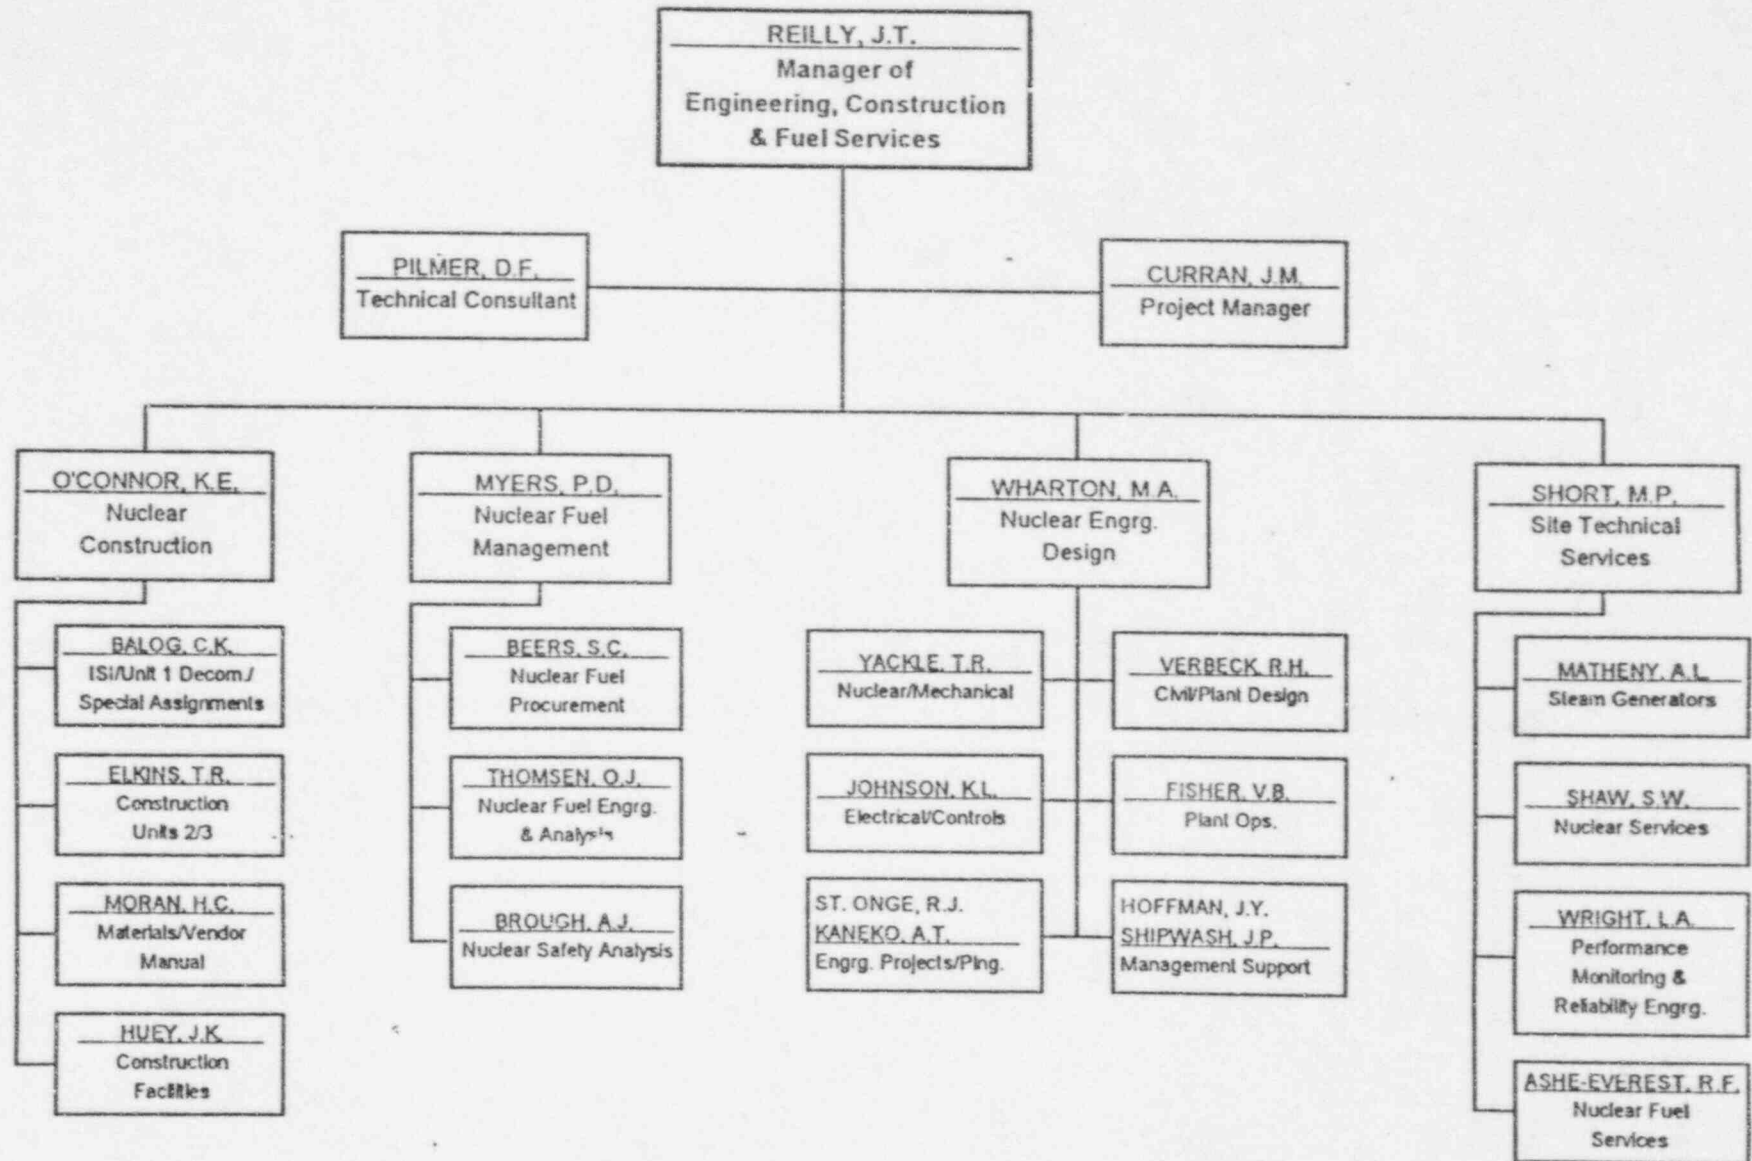 REILLY, J.T.
Manager of
Engineering, Construction
& Fuel Services
PILMER, D.F.
Technical Consultant
CURRAN, J.M.
Project Manager
O'CONNOR, K.E.
Nuclear
Construction
MYERS, P.D.
Nuclear Fuel
Management
WHARTON, M.A.
Nuclear Engrg.
Design
SHORT, M.P.
Site Technical
Services
BALOG, C.K.
ISI/Unit 1 Decom./
Special Assignments
ELKINS, T.R.
Construction
Units 2/3
MORAN, H.C.
Materials/Vendor
Manual
HUEY, J.K.
Construction
Facilities
BEERS, S.C.
Nuclear Fuel
Procurement
THOMSEN, O.J.
Nuclear Fuel Engrg.
& Analysis
BROUGH, A.J.
Nuclear Safety Analysis
YACKLE, T.R.
Nuclear/Mechanical
VERBECK, R.H.
Civil/Plant Design
JOHNSON, K.L.
Electrical/Controls
FISHER, V.B.
Plant Ops.
ST. ONGE, R.J.
KANEKO, A.T.
Engrg. Projects/Plng.
HOFFMAN, J.Y.
SHIPWASH, J.P.
Management Support
MATHENY, A.L.
Steam Generators
SHAW, S.W.
Nuclear Services
WRIGHT, L.A.
Performance
Monitoring &
Reliability Engrg.
ASHE-EVEREST, R.F.
Nuclear Fuel
Services